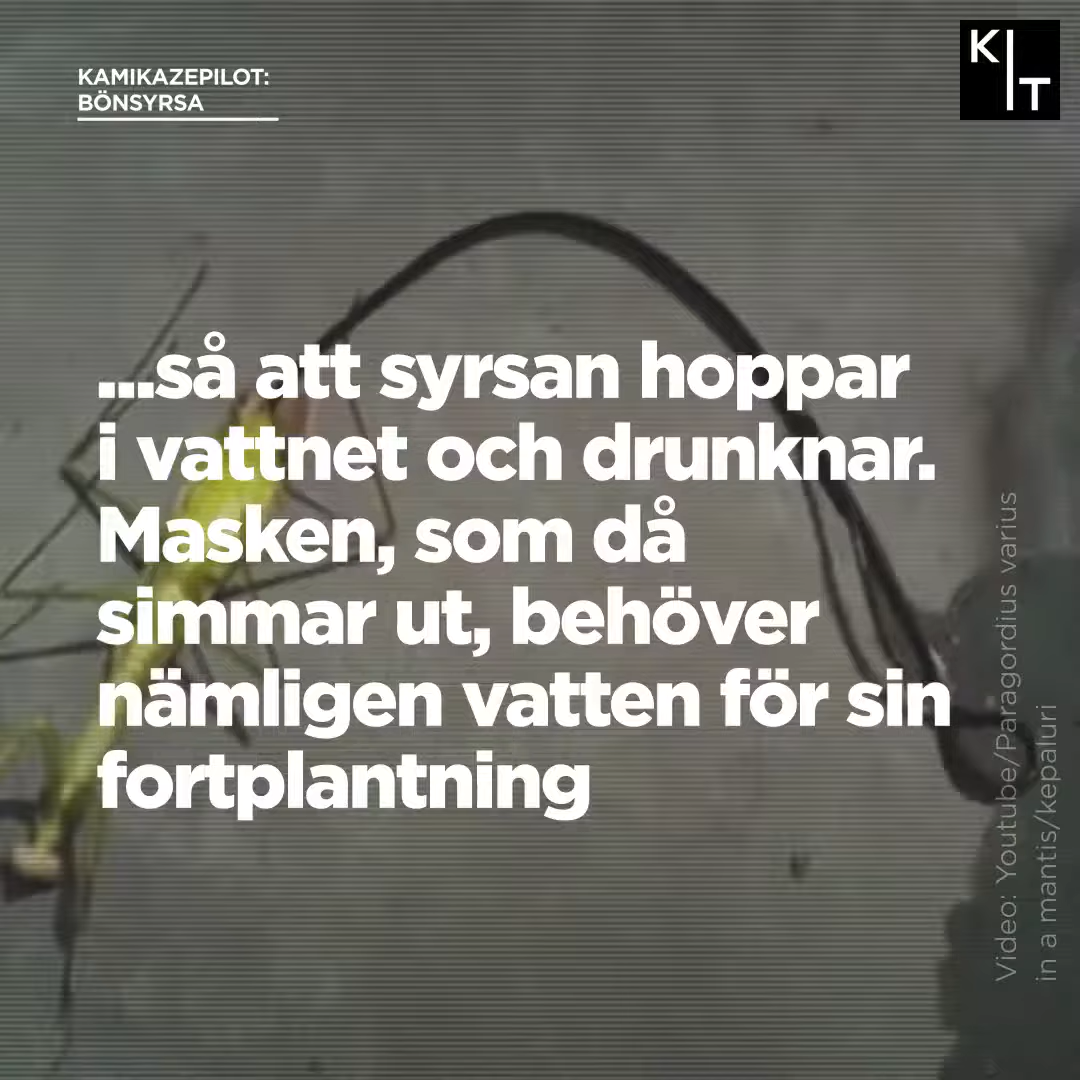 KAMIKAZEPILOT:
BÖNSYRSA
KIT
...så att syrsan hoppar
i vattnet och drunknar.
Masken, som då
simmar ut, behöver
nämligen vatten för sin
fortplantning
Video: Youtube/Paragordius varius
in a mantis/kepaluri